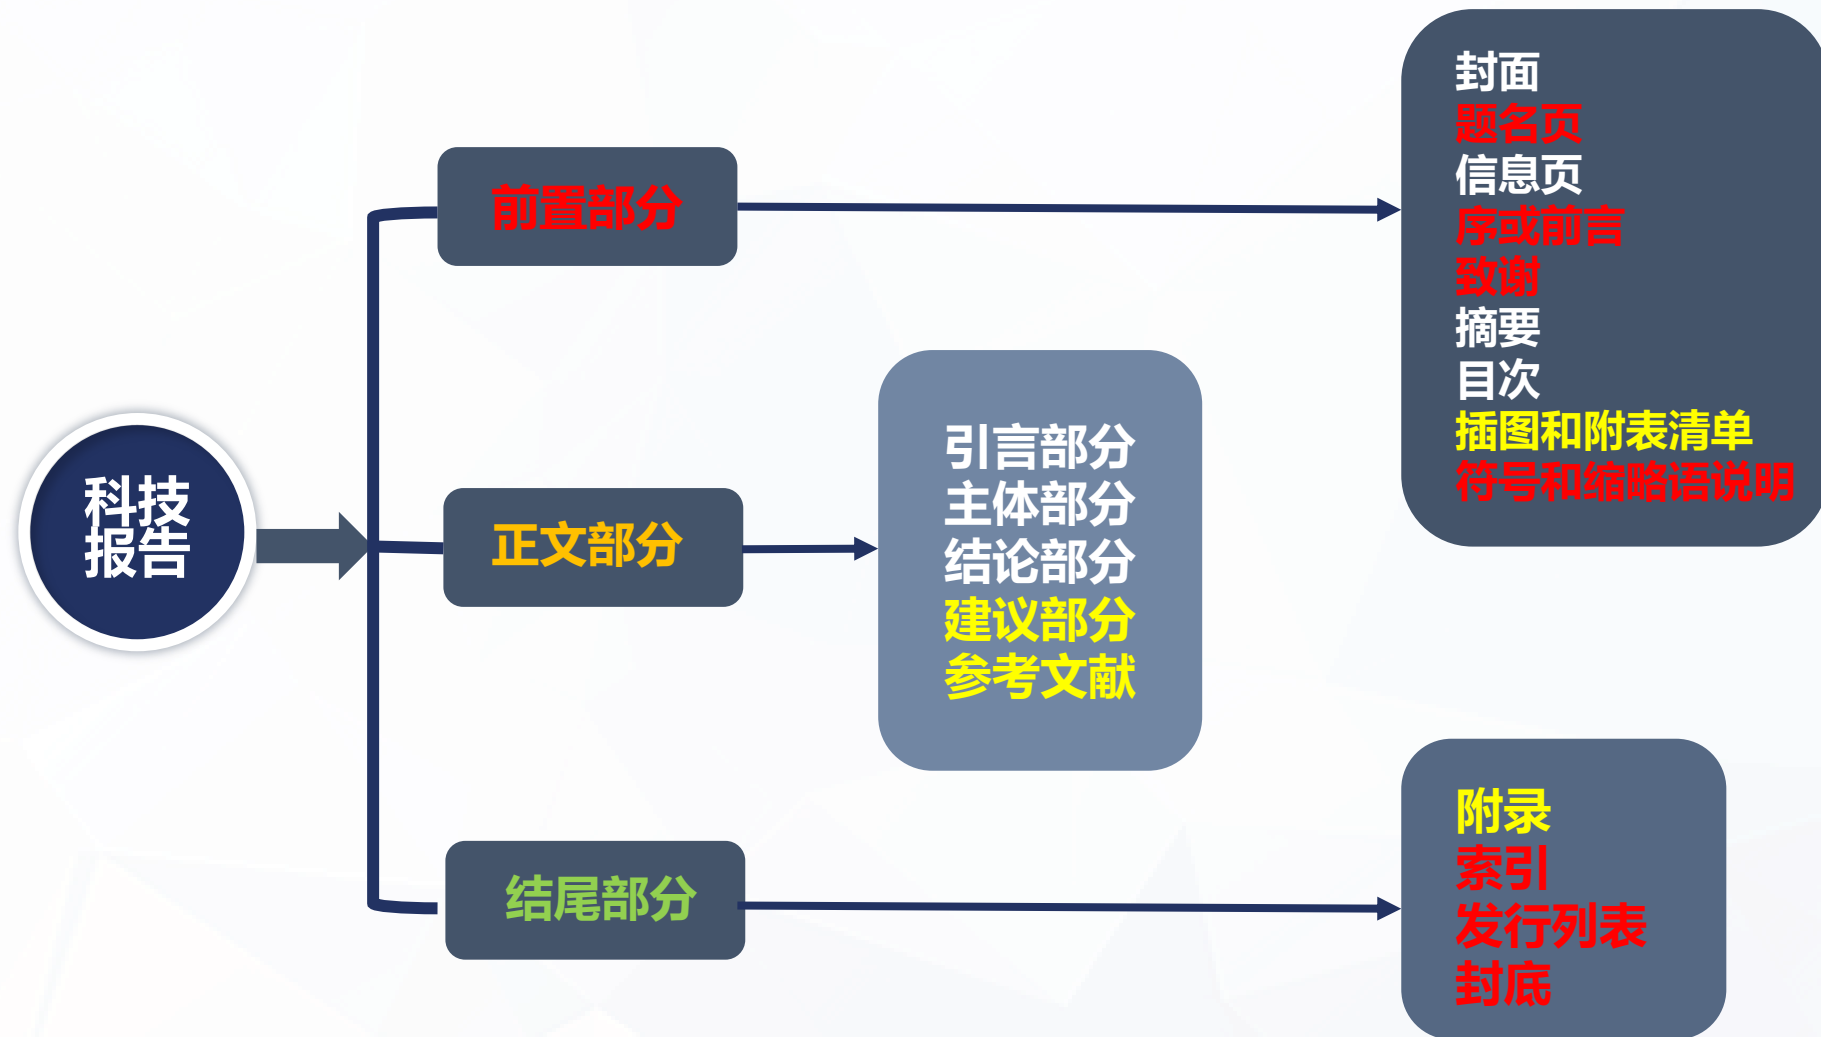 科技
报告
前置部分
封面
题名页
信息页
序或前言
致谢
摘要
目次
插图和附表清单
符号和缩略语说明
正文部分
引言部分
主体部分
结论部分
建议部分
参考文献
结尾部分
附录
索引
发行列表
封底